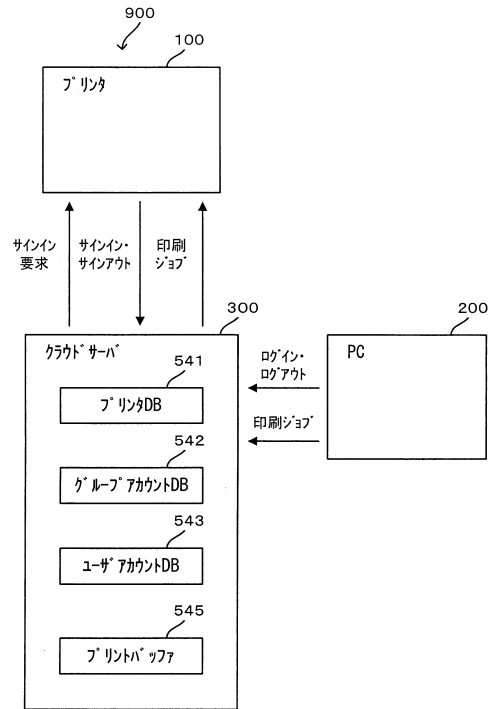 900
100
プリンタ
サインイン
要求
サインイン・
サインアウト
印刷
ジョブ
300
クラウドサーバ
541
プリンタDB
542
グループアカウントDB
543
ユーザアカウントDB
545
プリントバッファ
200
PC
ログイン・
ログアウト
印刷ジョブ